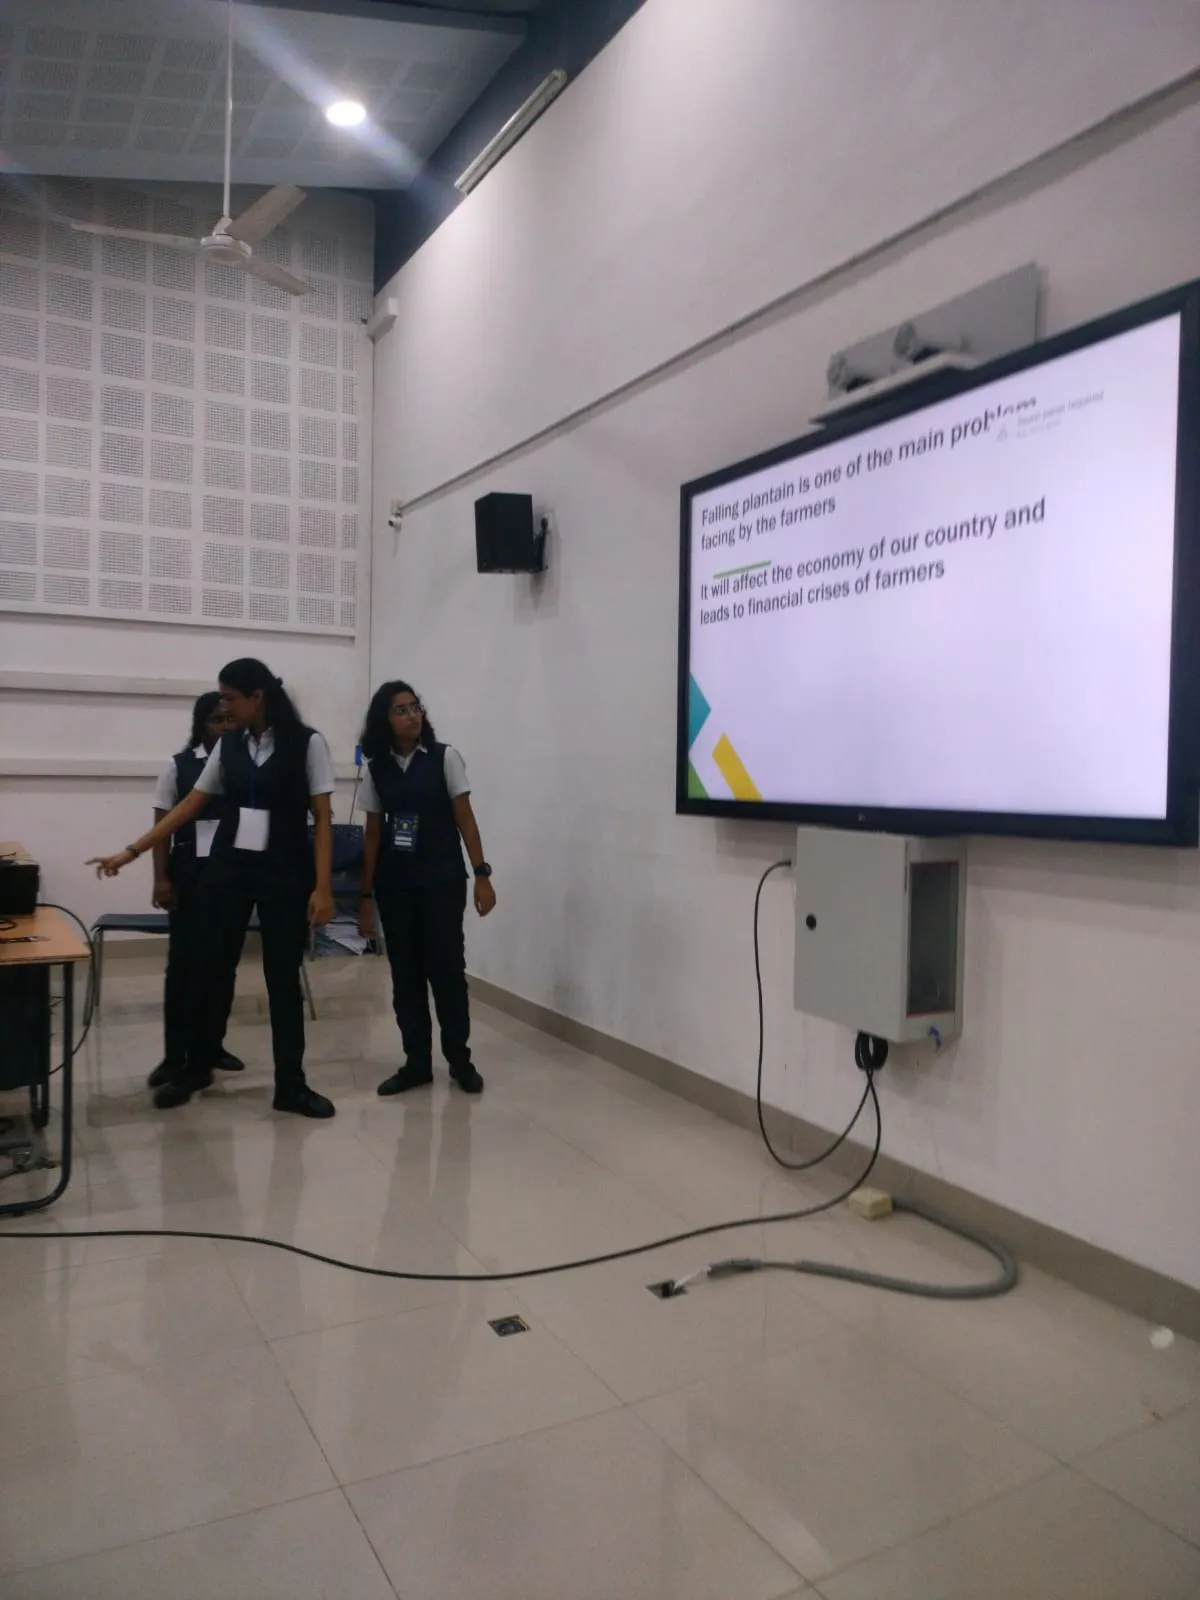 Falling plantain is one of the main problem
facing by the farmers
It will affect the economy of our country and
leads to financial crises of farmers